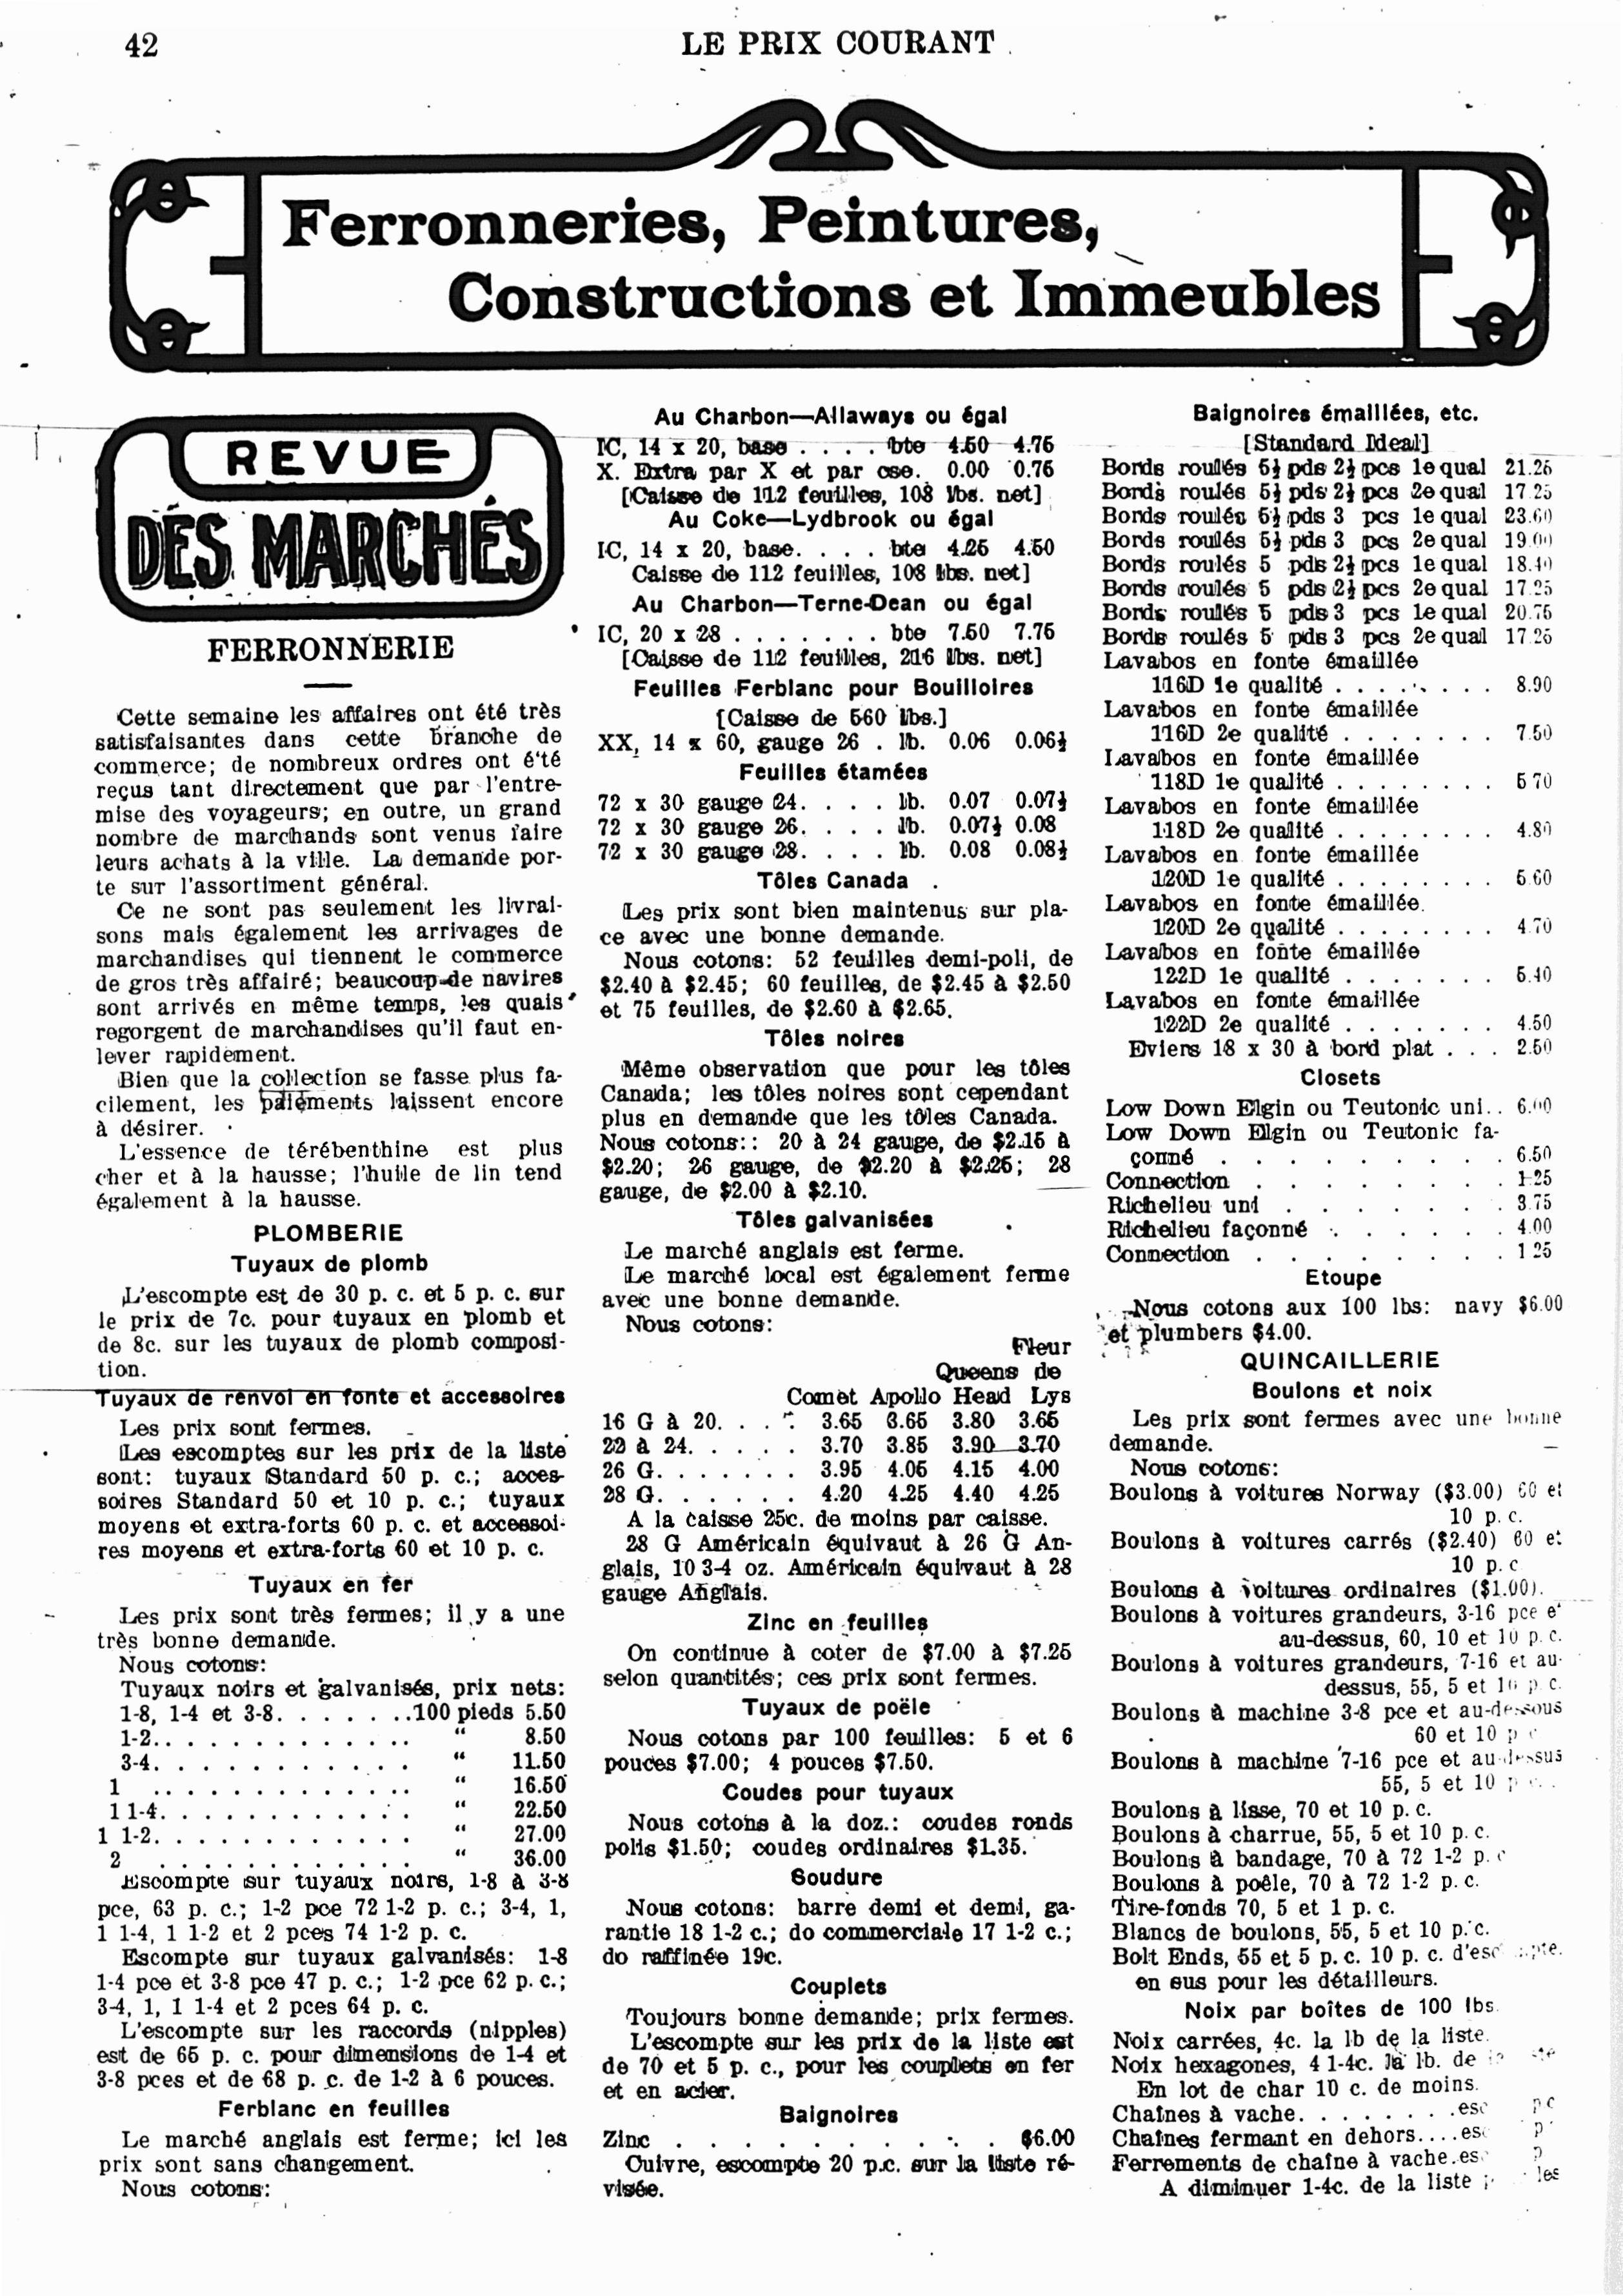 42
LE PRIX COURANT
Ferronneries, Peintures,
Constructions et Immeubles
REVUE
DES MARCHÉS
FERRONNERIE
Cette semaine les affaires ont été très
satisfaisantes dans cette branche de
commerce; de nombreux ordres ont été
reçus tant directement que par l'entre-
mise des voyageurs; en outre, un grand
nombre de marchands sont venus faire
leurs achats à la ville. La demande por-
te sur l'assortiment général.
Ce ne sont pas seulement les livrai-
sons mais également les arrivages de
marchandises qui tiennent le commerce
de gros très affairé; beaucoup de navires
sont arrivés en même temps, les quais
regorgent de marchandises qu'il faut en-
lever rapidement.
Bien que la collection se fasse plus fa-
cilement, les paiements laissent encore
à désirer.
L'essence de térébenthine est plus
cher et à la hausse; l'huile de lin tend
également à la hausse.
PLOMBERIE
Tuyaux de plomb
L'escompte est de 30 p. c. et 5 p. c. sur
le prix de 7c. pour tuyaux en plomb et
de 8c. sur les tuyaux de plomb composi-
tion.
Tuyaux de renvoi en fonte et accessoires
Les prix sont fermes.
Les escomptes sur les prix de la liste
sont: tuyaux Standard 50 p. c.; acces-
soires Standard 50 et 10 p. c.; tuyaux
moyens et extra-forts 60 p. c. et accessoi-
res moyens et extra-forts 60 et 10 p. c.
Tuyaux en fer
Les prix sont très fermes; il y a une
très bonne demande.
Nous cotons:
Tuyaux noirs et galvanisés, prix nets:
1-8, 1-4 et 3-8. . . . . . .100 pieds 5.50
1-2. . . . . . . . . . . . " 8.50
3-4. . . . . . . . . . . . " 11.50
1 . . . . . . . . . . . . " 16.50
1 1-4. . . . . . . . . . . " 22.50
1 1-2. . . . . . . . . . . " 27.00
2 . . . . . . . . . . . . " 36.00
Escompte sur tuyaux noirs, 1-8 à 3-8
pce, 63 p. c.; 1-2 pce 72 1-2 p. c.; 3-4, 1,
1 1-4, 1 1-2 et 2 pces 74 1-2 p. c.
Escompte sur tuyaux galvanisés: 1-8
1-4 pce et 3-8 pce 47 p. c.; 1-2 pce 62 p. c.;
3-4, 1, 1 1-4 et 2 pces 64 p. c.
L'escompte sur les raccords (nipples)
est de 65 p. c. pour dimensions de 1-4 et
3-8 pces et de 68 p. c. de 1-2 à 6 pouces.
Ferblanc en feuilles
Le marché anglais est ferme; ici les
prix sont sans changement.
Nous cotons:
Au Charbon—Allaways ou égal
IC, 14 x 20, base . . . . bte 4.50 4.75
X. Extra par X et par cse. 0.00 0.75
[Caisse de 112 feuilles, 108 lbs. net]
Au Coke—Lydbrook ou égal
IC, 14 x 20, base. . . . bte 4.25 4.50
Caisse de 112 feuilles, 108 lbs. net]
Au Charbon—Terne-Dean ou égal
IC, 20 x 28 . . . . . . . bte 7.50 7.75
[Caisse de 112 feuilles, 216 lbs. net]
Feuilles Ferblanc pour Bouilloires
[Caisse de 560 lbs.]
XX, 14 x 60, gauge 26 . lb. 0.06 0.06½
Feuilles étamées
72 x 30 gauge 24. . . . lb. 0.07 0.07½
72 x 30 gauge 26. . . . lb. 0.07½ 0.08
72 x 30 gauge 28. . . . lb. 0.08 0.08½
Tôles Canada
Les prix sont bien maintenus sur pla-
ce avec une bonne demande.
Nous cotons: 52 feuilles demi-poli, de
$2.40 à $2.45; 60 feuilles, de $2.45 à $2.50
et 75 feuilles, de $2.60 à $2.65.
Tôles noires
Même observation que pour les tôles
Canada; les tôles noires sont cependant
plus en demande que les tôles Canada.
Nous cotons:: 20 à 24 gauge, de $2.15 à
$2.20; 26 gauge, de $2.20 à $2.25; 28
gauge, de $2.00 à $2.10.
Tôles galvanisées
Le marché anglais est ferme.
Le marché local est également ferme
avec une bonne demande.
Nous cotons:
Fleur
Queens de
Comet Apollo Head Lys
16 G à 20. . . . 3.65 3.65 3.80 3.65
22 à 24. . . . . 3.70 3.85 3.90 3.70
26 G. . . . . . . 3.95 4.05 4.15 4.00
28 G. . . . . . 4.20 4.25 4.40 4.25
A la caisse 25c. de moins par caisse.
28 G Américain équivaut à 26 G An-
glais, 10 3-4 oz. Américain équivaut à 28
gauge Anglais.
Zinc en feuilles
On continue à coter de $7.00 à $7.25
selon quantités; ces prix sont fermes.
Tuyaux de poële
Nous cotons par 100 feuilles: 5 et 6
pouces $7.00; 4 pouces $7.50.
Coudes pour tuyaux
Nous cotons à la doz.: coudes ronds
polis $1.50; coudes ordinaires $1.35.
Soudure
Nous cotons: barre demi et demi, ga-
rantie 18 1-2 c.; do commerciale 17 1-2 c.;
do raffinée 19c.
Couplets
Toujours bonne demande; prix fermes.
L'escompte sur les prix de la liste est
de 70 et 5 p. c., pour les couplets en fer
et en acier.
Baignoires
Zinc . . . . . . . . . . . $6.00
Cuivre, escompte 20 p.c. sur la liste ré-
visée.
Baignoires émaillées, etc.
[Standard Ideal]
Bords roulés 5½ pds 2½ pcs 1e qual 21.25
Bords roulés 5½ pds 2½ pcs 2e qual 17.25
Bords roulés 5½ pds 3 pcs 1e qual 23.60
Bords roulés 5½ pds 3 pcs 2e qual 19.00
Bords roulés 5 pds 2½ pcs 1e qual 18.40
Bords roulés 5 pds 2½ pcs 2e qual 17.25
Bords roulés 5 pds 3 pcs 1e qual 20.75
Bords roulés 5 pds 3 pcs 2e qual 17.25
Lavabos en fonte émaillée
116D 1e qualité . . . . . . . . 8.90
Lavabos en fonte émaillée
116D 2e qualité . . . . . . . 7.50
Lavabos en fonte émaillée
118D 1e qualité . . . . . . . . 5 70
Lavabos en fonte émaillée
118D 2e qualité . . . . . . . . 4.80
Lavabos en fonte émaillée
120D 1e qualité . . . . . . . . 5.60
Lavabos en fonte émaillée.
120D 2e qualité . . . . . . . . 4.70
Lavabos en fonte émaillée
122D 1e qualité . . . . . . . 5.40
Lavabos en fonte émaillée
122D 2e qualité . . . . . . . 4.50
Eviers 18 x 30 à bord plat . . . 2.50
Closets
Low Down Elgin ou Teutonic uni. . 6.00
Low Down Elgin ou Teutonic fa-
çonné . . . . . . . . . . 6.50
Connection . . . . . . . . . 1.25
Richelieu uni . . . . . . . . 3.75
Richelieu façonné . . . . . . 4.00
Connection . . . . . . . . . 1 25
Etoupe
Nous cotons aux 100 lbs: navy $6.00
et plumbers $4.00.
QUINCAILLERIE
Boulons et noix
Les prix sont fermes avec une bonne
demande.
Nous cotons:
Boulons à voitures Norway ($3.00) 60 et
10 p. c.
Boulons à voitures carrés ($2.40) 60 et
10 p. c
Boulons à voitures ordinaires ($1.00).
Boulons à voitures grandeurs, 3-16 pce et
au-dessus, 60, 10 et 10 p. c.
Boulons à voitures grandeurs, 7-16 et au-
dessus, 55, 5 et 10 p. c.
Boulons à machine 3-8 pce et au-dessous
60 et 10 p c
Boulons à machine 7-16 pce et au-dessus
55, 5 et 10 p c.
Boulons à lisse, 70 et 10 p. c.
Boulons à charrue, 55, 5 et 10 p. c.
Boulons à bandage, 70 à 72 1-2 p. c
Boulons à poêle, 70 à 72 1-2 p. c.
Tire-fonds 70, 5 et 1 p. c.
Blancs de boulons, 55, 5 et 10 p. c.
Bolt Ends, 55 et 5 p. c. 10 p. c. d'escompte.
en sus pour les détailleurs.
Noix par boîtes de 100 lbs.
Noix carrées, 4c. la lb de la liste.
Noix hexagones, 4 1-4c. la lb. de
En lot de char 10 c. de moins.
Chaînes à vache. . . . . . . . .esc p c
Chaînes fermant en dehors. . . .esc p
Ferrements de chaîne à vache. .esc p
A diminuer 1-4c. de la liste les